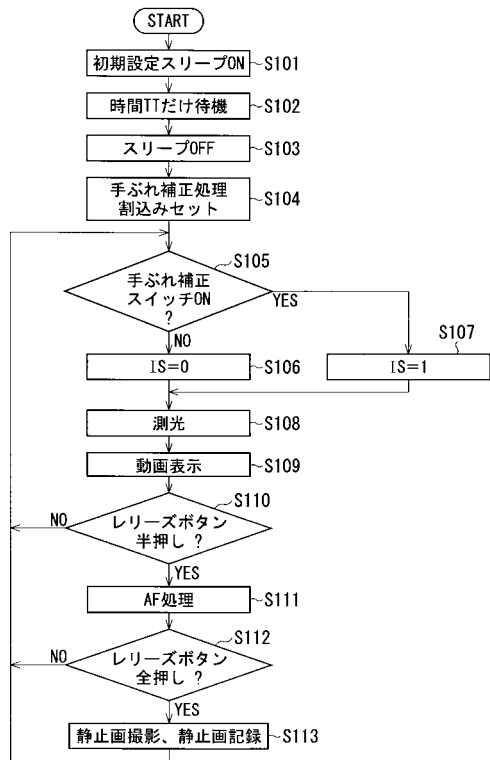 START
初期設定スリープON
S101
時間TTだけ待機
S102
スリープOFF
S103
手ぶれ補正処理
割込みセット
S104
S105
手ぶれ補正
スイッチON
?
YES
NO
S107
IS=0
S106
IS=1
測光
S108
動画表示
S109
S110
NO
レリーズボタン
半押し ?
YES
AF処理
S111
S112
NO
レリーズボタン
全押し ?
YES
静止画撮影、静止画記録
S113